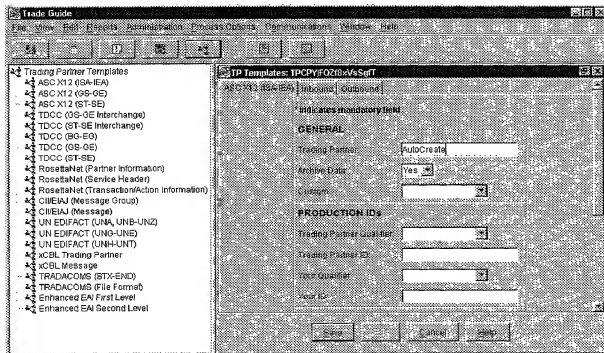 Trade Guide
File View Edit Reports Administration Process Options Communications Window Help
Trading Partner Templates
ASC X12 (ISA-IEA)
ASC X12 (GS-GE)
ASC X12 (ST-SE)
TDCC (GS-GE Interchange)
TDCC (ST-SE Interchange)
TDCC (BG-EG)
TDCC (GS-GE)
TDCC (ST-SE)
RosettaNet (Partner Information)
RosettaNet (Service Header)
RosettaNet (Transaction/Action Information)
CII/EIAJ (Message Group)
CII/EIAJ (Message)
UN EDIFACT (UNA, UNB-UNZ)
UN EDIFACT (UNG-UNE)
UN EDIFACT (UNH-UNT)
xCBL Trading Partner
xCBL Message
TRADACOMS (STX-END)
TRADACOMS (File Format)
Enhanced EAI First Level
Enhanced EAI Second Level
TP Templates:
ASC X12 (ISA-IEA) Inbound Outbound
* Indicates mandatory field
GENERAL
Trading Partner AutoCreate
Archive Data Yes
Custom
PRODUCTION IDs
Trading Partner Qualifier
Trading Partner ID
Your Qualifier
Your ID
Save Cancel Help